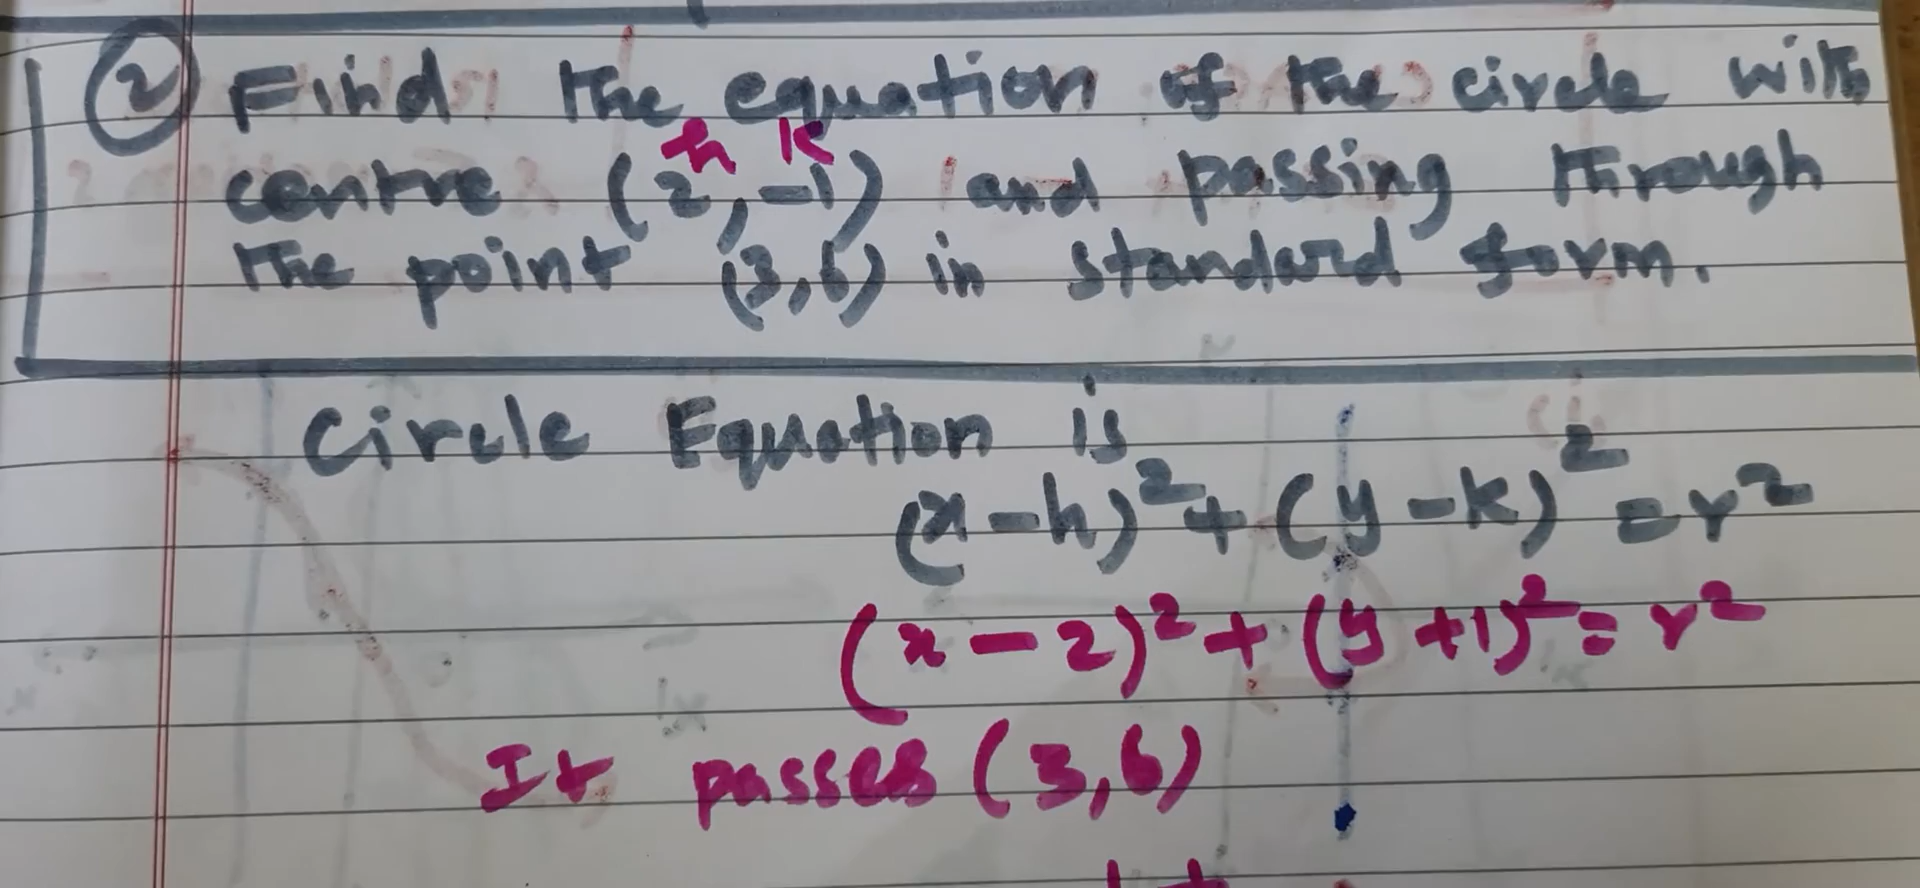 ② Find the equation of the circle with
h k
centre (2,-1) and passing through
the point (3,6) in standard form.
Circle Equation is
(x-h)²+(y-k)²=r²
(x-2)²+(y+1)²=r²
It passes (3,6)